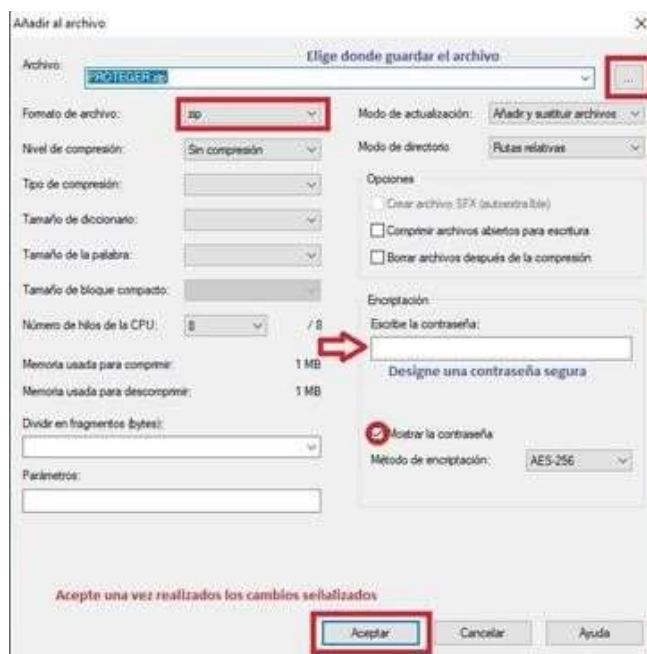 Añadir al archivo
Elige donde guardar el archivo
Archivo:
PROTEGER.zip
...
Formato de archivo: zip
Modo de actualización: Añadir y sustituir archivos
Nivel de compresión: Sin compresión
Modo de directorio Rutas relativas
Tipo de compresión:
Opciones
Crear archivo SFX (autoextraíble)
Tamaño de diccionario:
Comprimir archivos abiertos para escritura
Tamaño de la palabra:
Borrar archivos después de la compresión
Tamaño de bloque compacto:
Encriptación
Número de hilos de la CPU: 8 / 8
Escribe la contraseña:
Memoria usada para comprimir: 1 MB
Designe una contraseña segura
Memoria usada para descomprimir: 1 MB
Dividir en fragmentos (bytes):
Mostrar la contraseña
Método de encriptación: AES-256
Parámetros:
Acepte una vez realizados los cambios señalizados
Aceptar Cancelar Ayuda